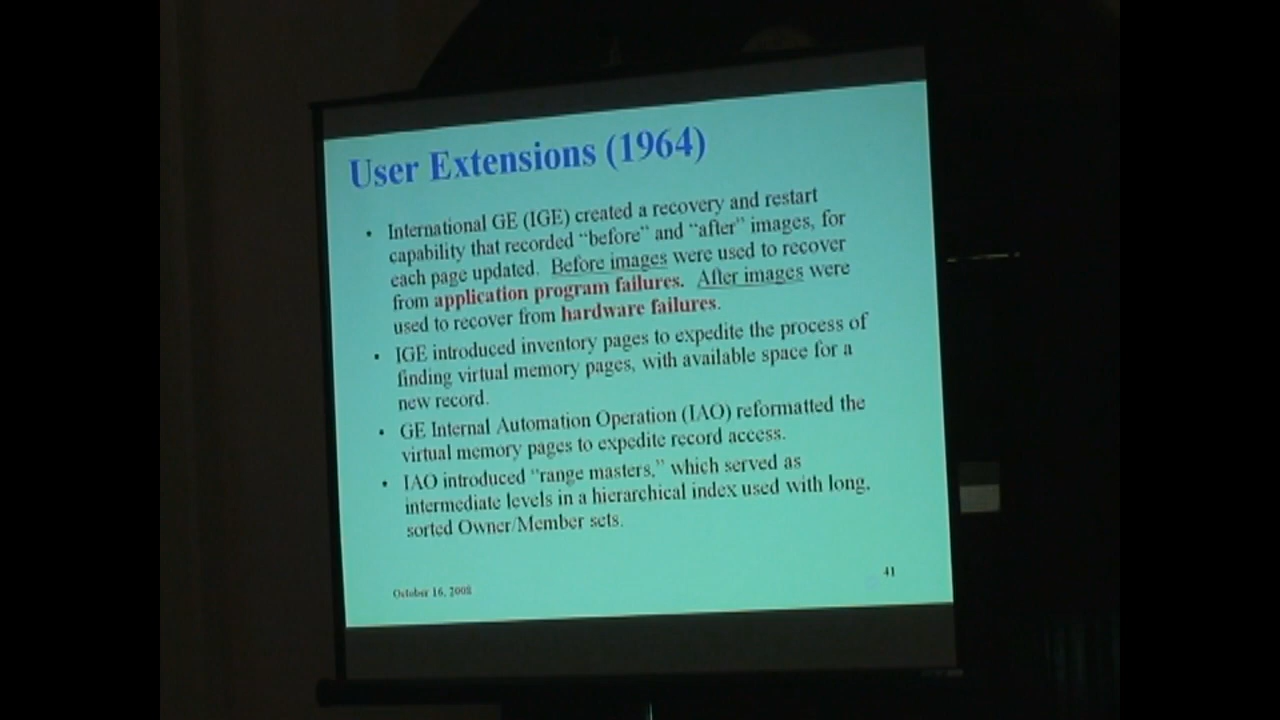 User Extensions (1964)
• International GE (IGE) created a recovery and restart
capability that recorded “before” and “after” images, for
each page updated. Before images were used to recover
from application program failures. After images were
used to recover from hardware failures.
• IGE introduced inventory pages to expedite the process of
finding virtual memory pages, with available space for a
new record.
• GE Internal Automation Operation (IAO) reformatted the
virtual memory pages to expedite record access.
• IAO introduced “range masters,” which served as
intermediate levels in a hierarchical index used with long,
sorted Owner/Member sets.
October 16, 2008
41